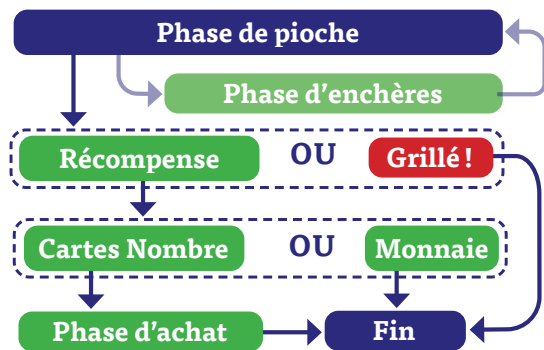 Phase de pioche
Phase d'enchères
Récompense OU Grillé !
Cartes Nombre OU Monnaie
Phase d'achat Fin